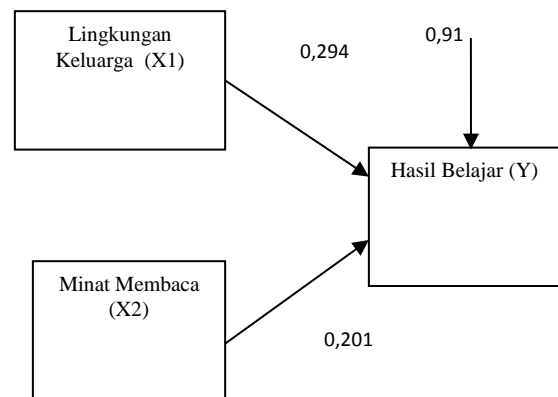 Lingkungan
Keluarga (X1)
0,294
0,91
Hasil Belajar (Y)
Minat Membaca
(X2)
0,201